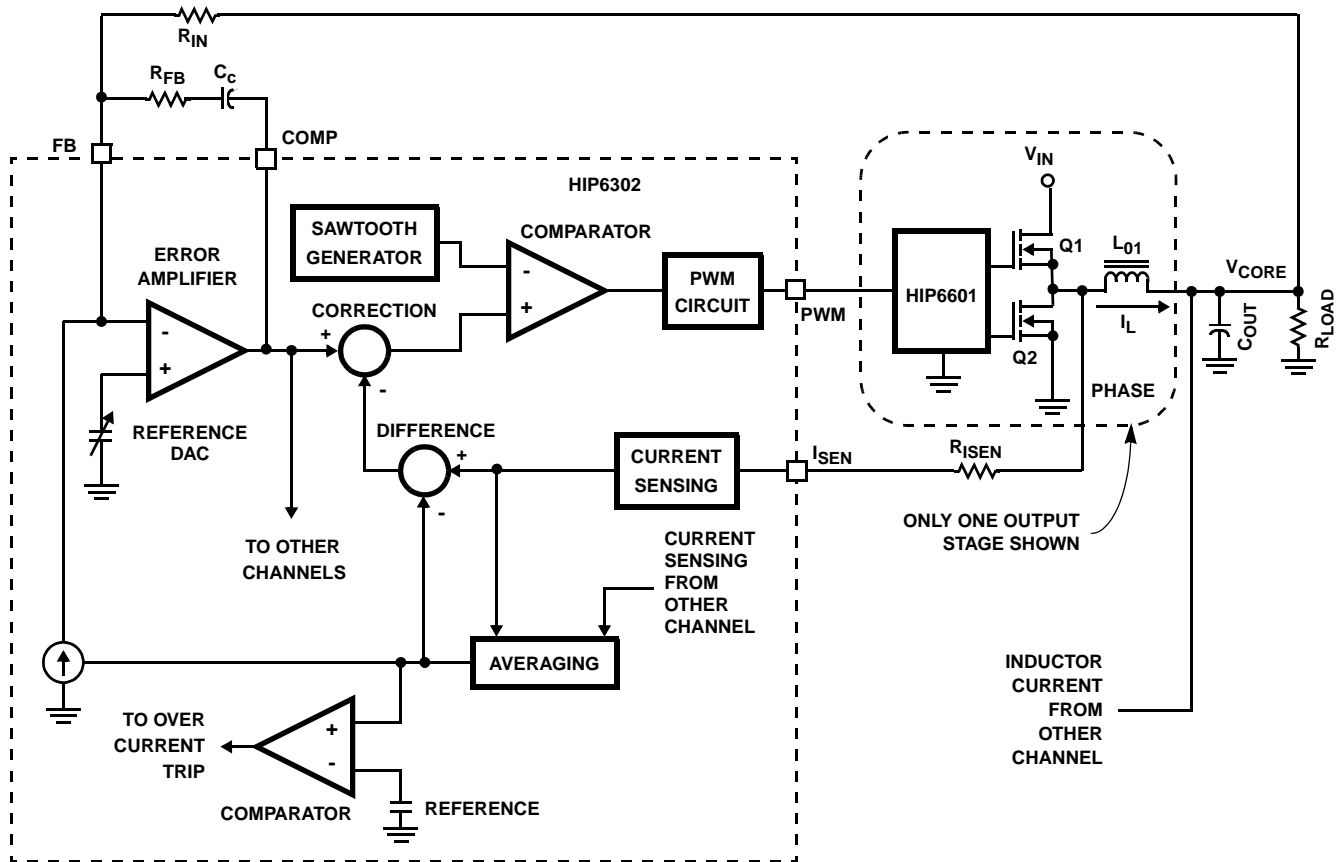 R_IN
R_FB
C_c
FB
COMP
V_IN
HIP6302
SAWTOOTH
GENERATOR
COMPARATOR
-
+
ERROR
AMPLIFIER
-
+
CORRECTION
+
-
PWM
CIRCUIT
PWM
HIP6601
Q1
Q2
L_01
I_L
V_CORE
C_OUT
R_LOAD
PHASE
REFERENCE
DAC
DIFFERENCE
+
-
CURRENT
SENSING
I_SEN
R_ISEN
ONLY ONE OUTPUT
STAGE SHOWN
TO OTHER
CHANNELS
CURRENT
SENSING
FROM
OTHER
CHANNEL
AVERAGING
INDUCTOR
CURRENT
FROM
OTHER
CHANNEL
TO OVER
CURRENT
TRIP
+
-
COMPARATOR
REFERENCE